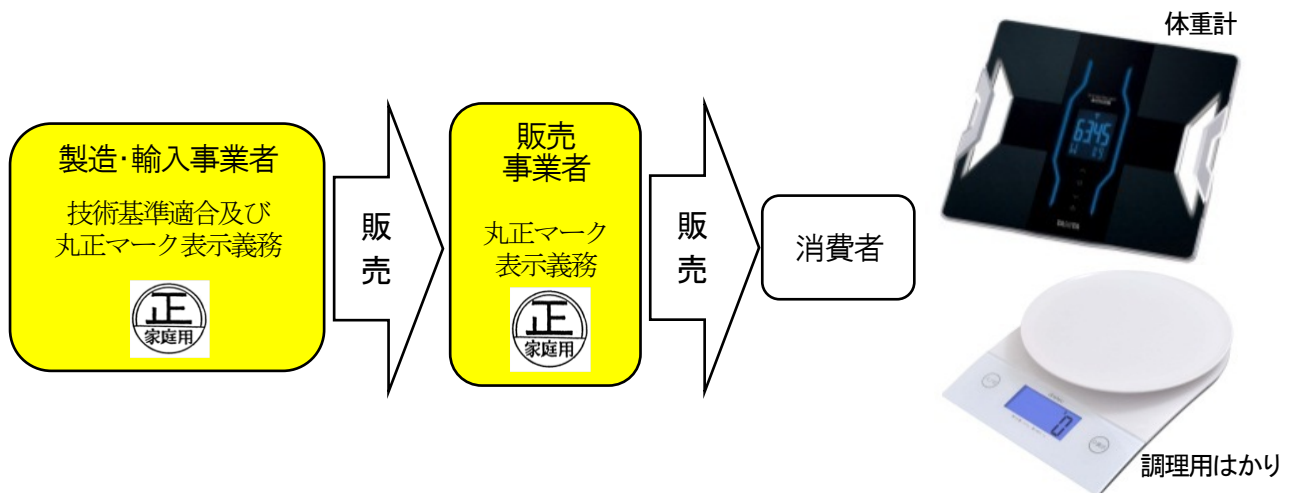 体重計
製造・輸入事業者
技術基準適合及び
丸正マーク表示義務
正
家庭用
販
売
販売
事業者
丸正マーク
表示義務
正
家庭用
販
売
消費者
調理用はかり